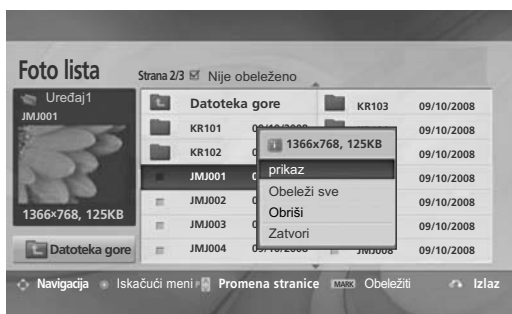 Foto lista
Strana 2/3 Nije obeleženo
Uređaj1
JMJ001
1366×768, 125KB
Datoteka gore
Datoteka gore
KR101
KR102
JMJ001
JMJ002
JMJ003
JMJ004
KR103 09/10/2008
09/10/2008
09/10/2008
09/10/2008
09/10/2008
09/10/2008
JMJ008 09/10/2008
1366x768, 125KB
prikaz
Obeleži sve
Obriši
Zatvori
Navigacija Iskačući meni Promena stranice MARK Obeležiti Izlaz